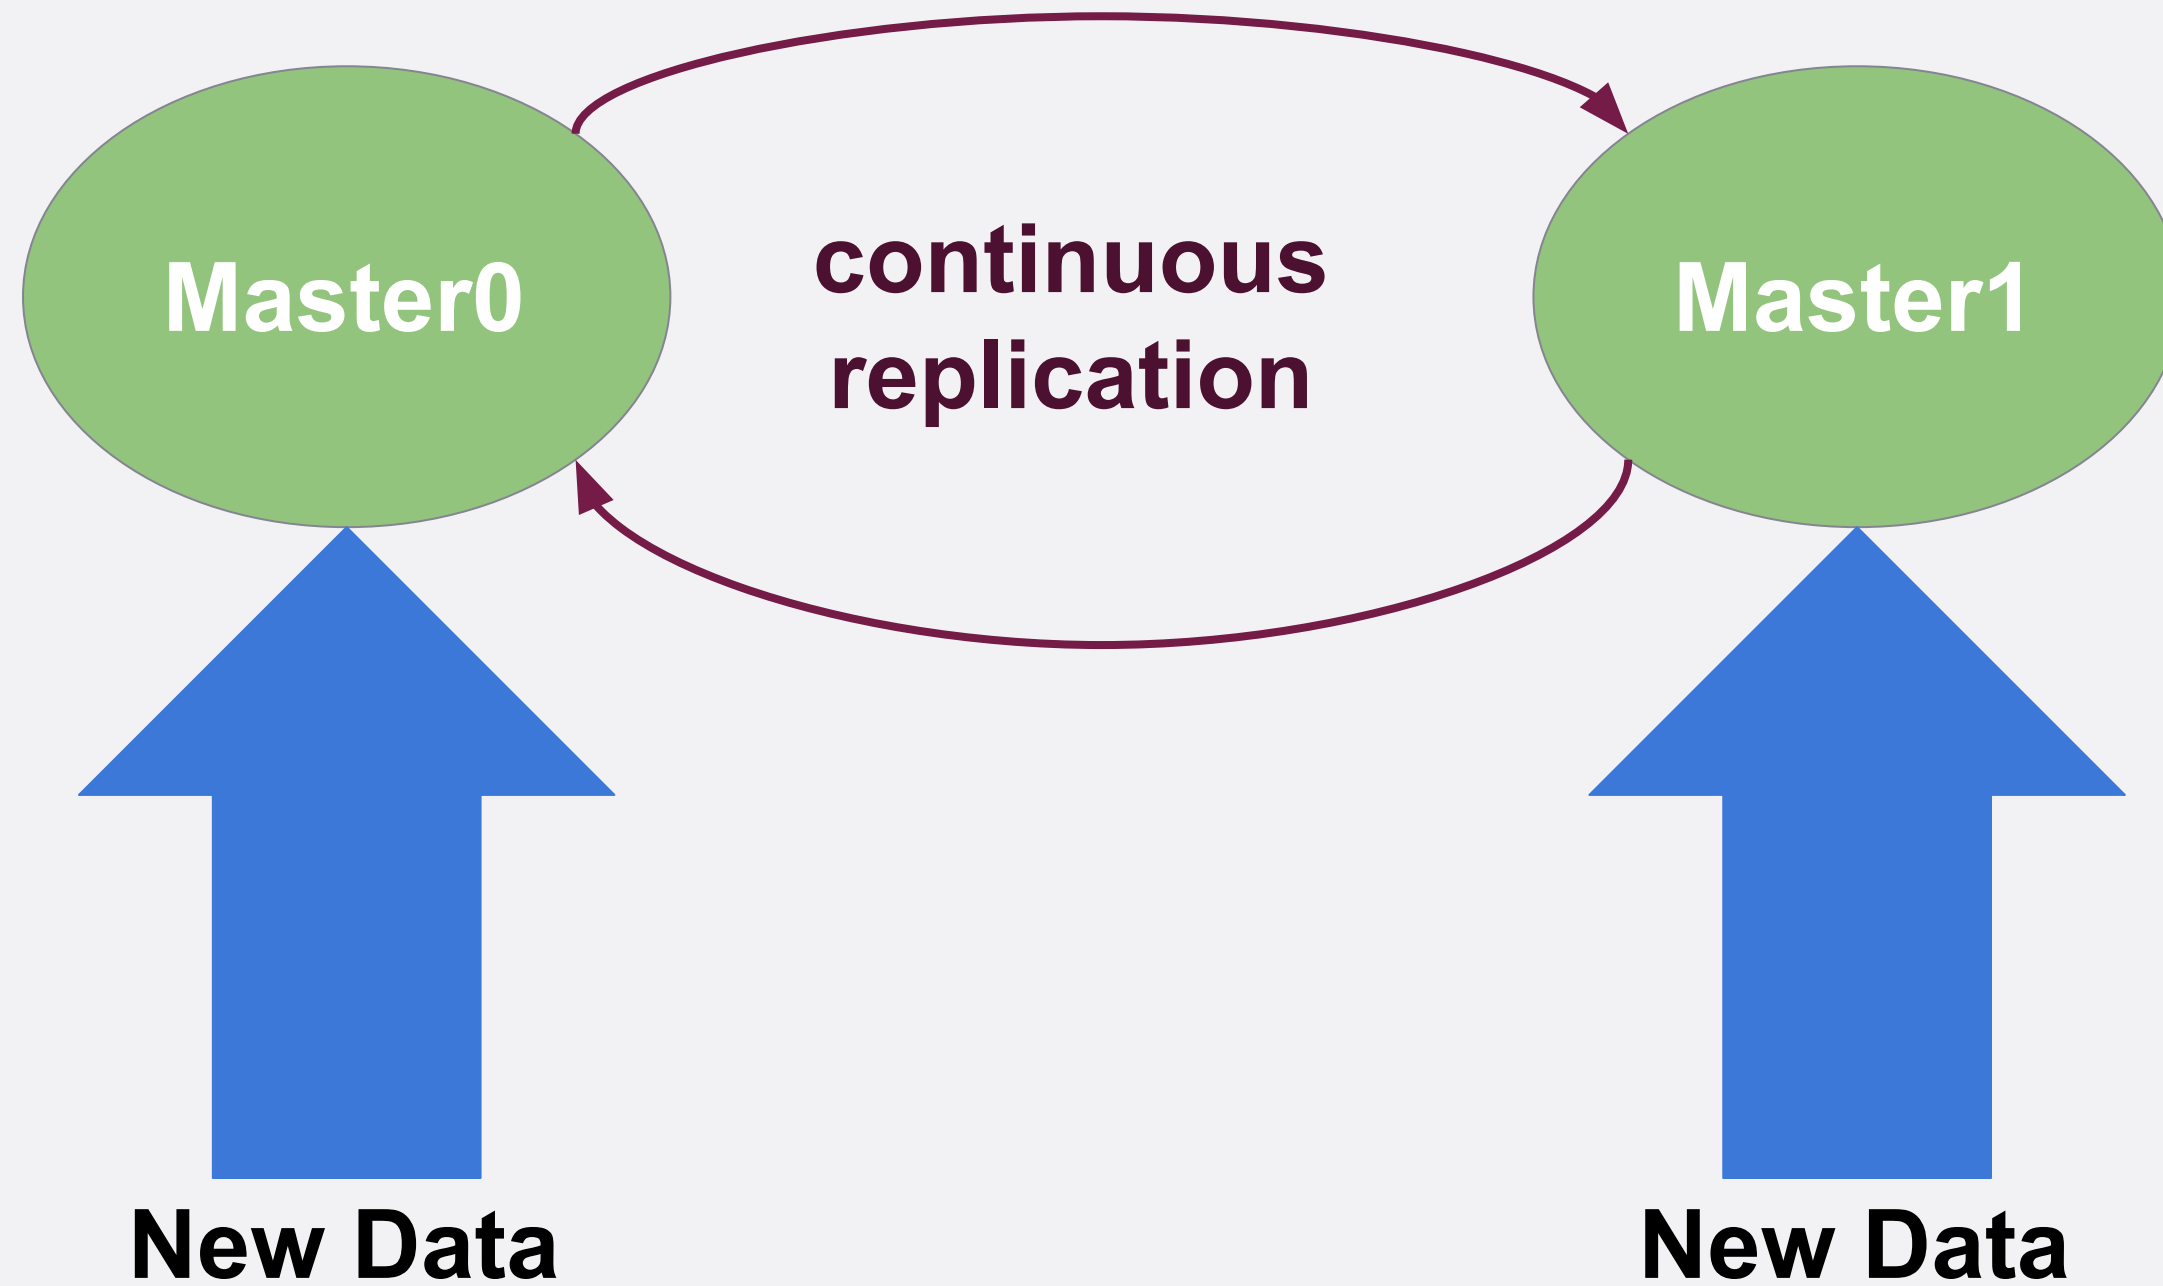 Master0
continuous
replication
Master1
New Data
New Data